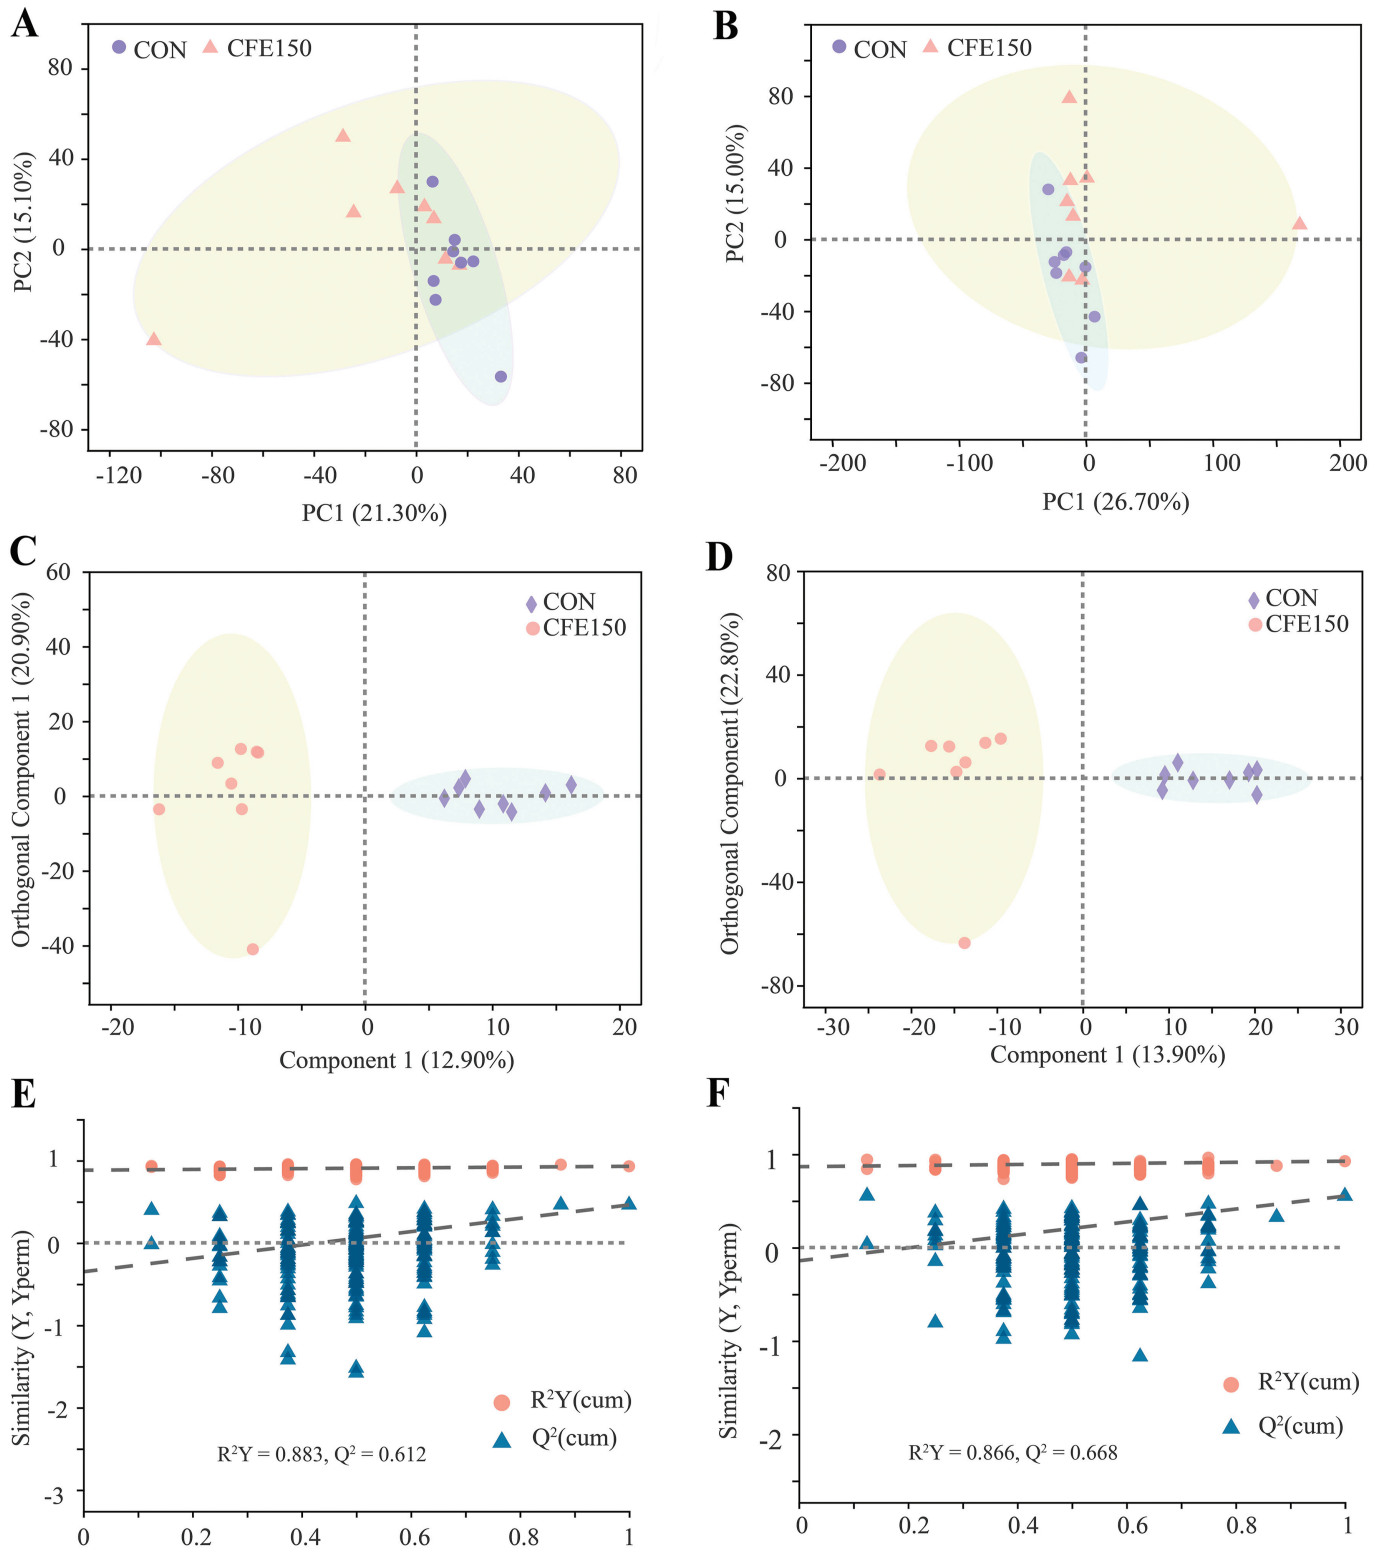 A
CON CFE150
80
40
0
-40
-80
PC2 (15.10%)
-120 -80 -40 0 40 80
PC1 (21.30%)
B
CON CFE150
80
40
0
-40
-80
PC2 (15.00%)
-200 -100 0 100 200
PC1 (26.70%)
C
CON
CFE150
60
40
20
0
-20
-40
Orthogonal Component 1 (20.90%)
-20 -10 0 10 20
Component 1 (12.90%)
D
CON
CFE150
80
40
0
-40
-80
Orthogonal Component1(22.80%)
-30 -20 -10 0 10 20 30
Component 1 (13.90%)
E
1
0
-1
-2
-3
Similarity (Y, Yperm)
R²Y(cum)
Q²(cum)
R²Y = 0.883, Q² = 0.612
0 0.2 0.4 0.6 0.8 1
F
1
0
-1
-2
Similarity (Y, Yperm)
R²Y(cum)
Q²(cum)
R²Y = 0.866, Q² = 0.668
0 0.2 0.4 0.6 0.8 1